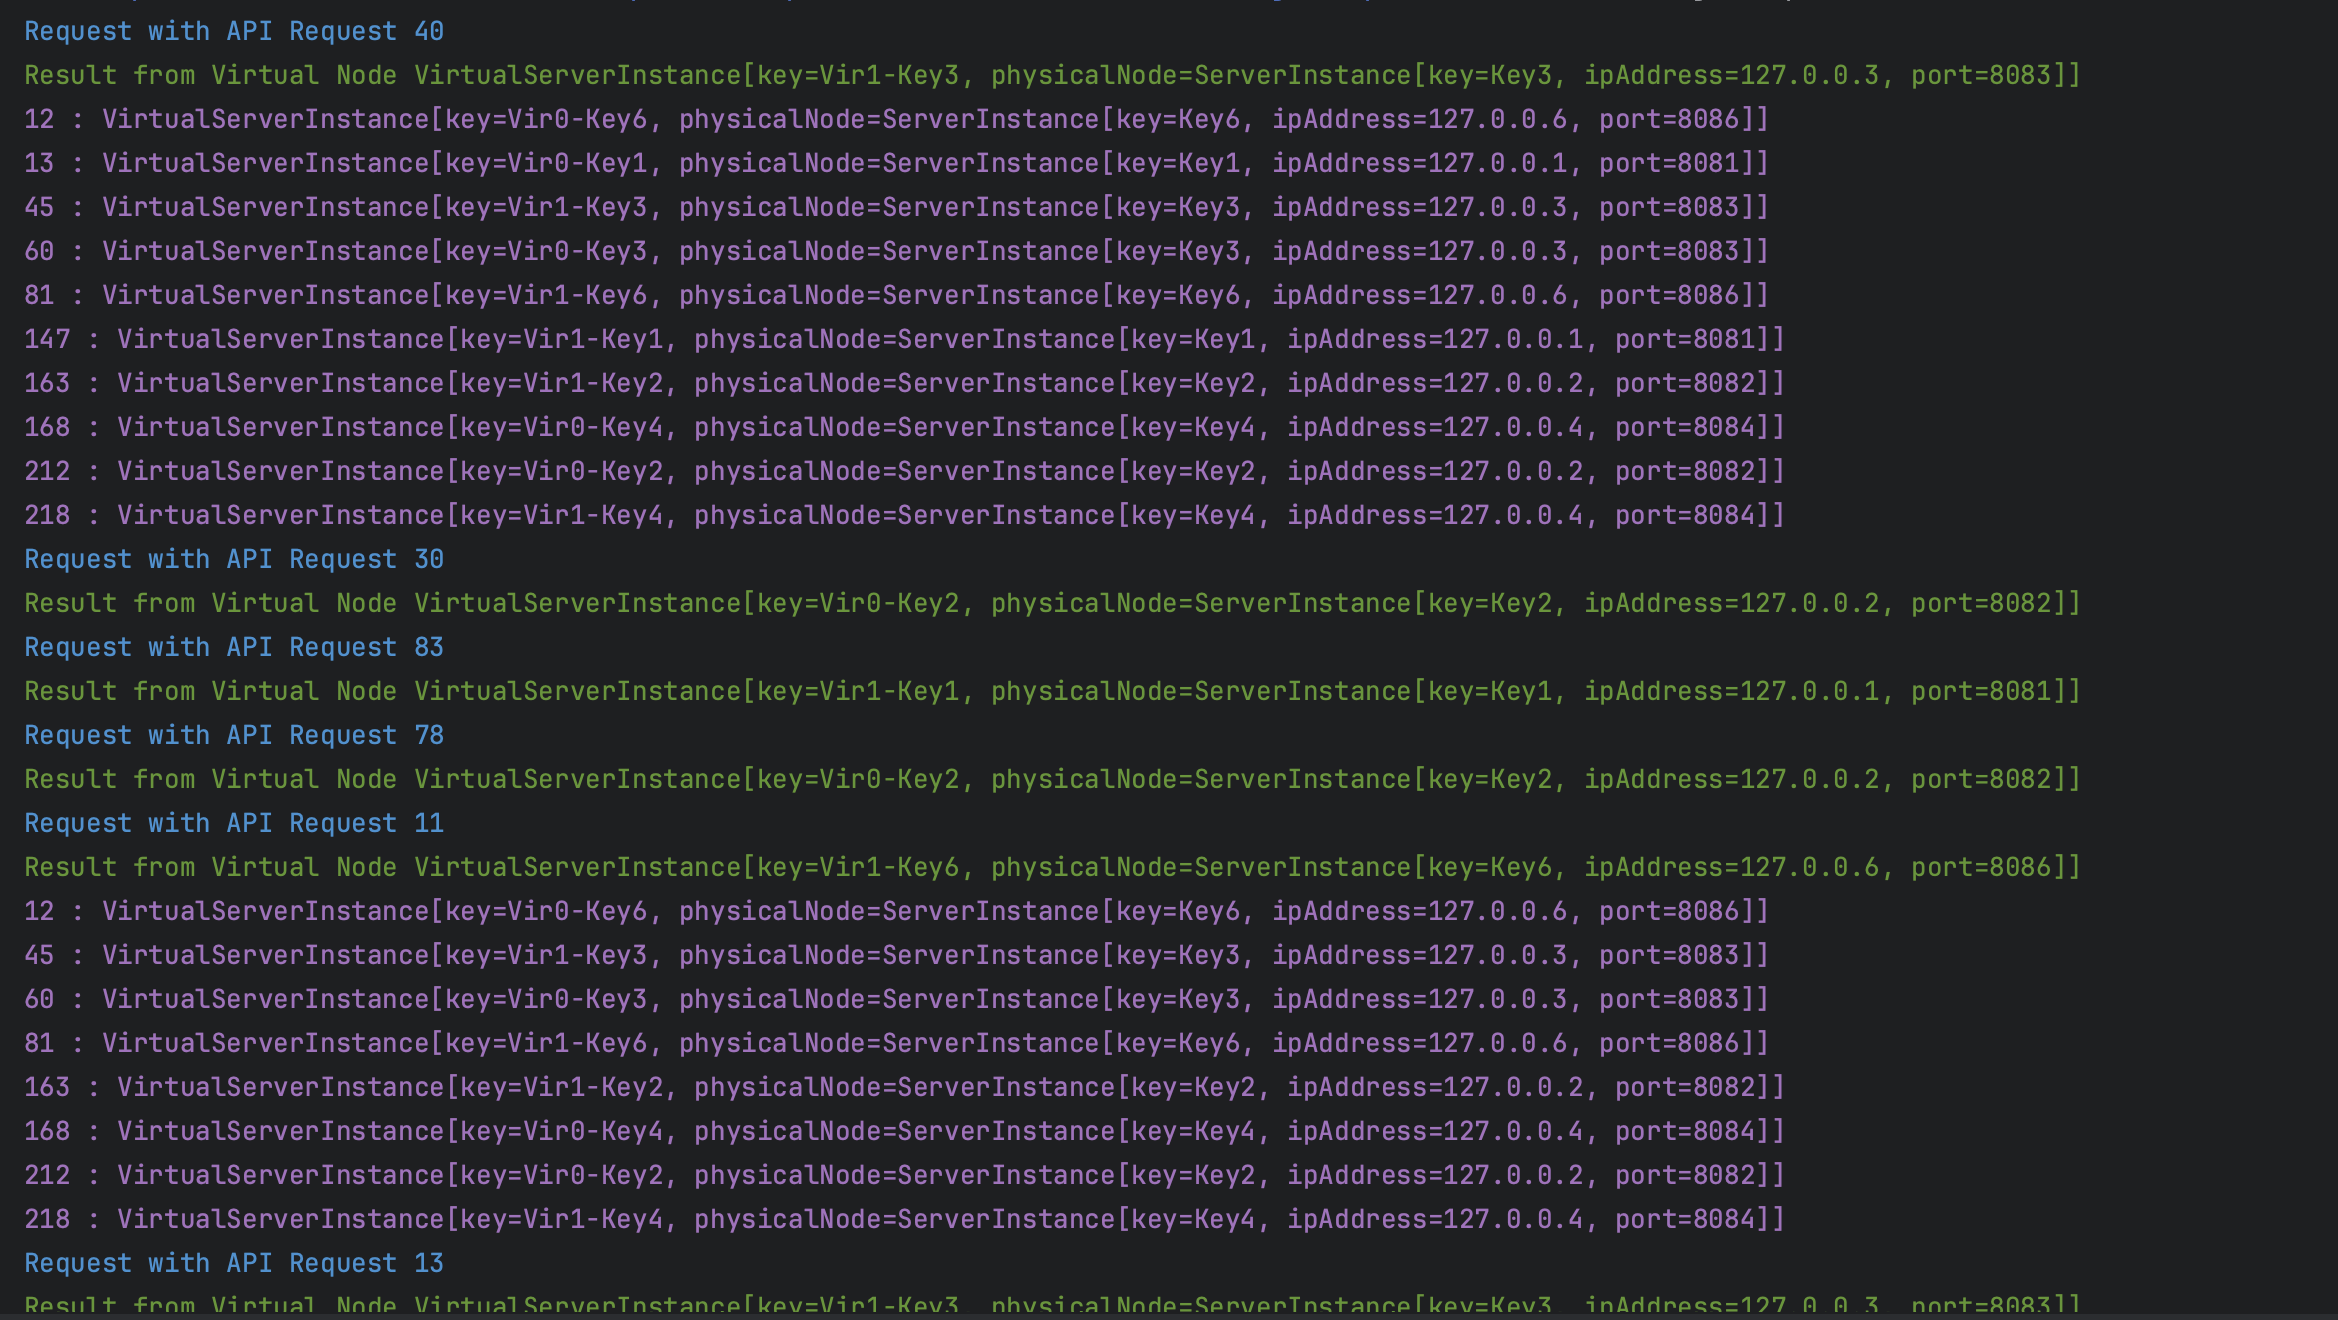 Request with API Request 40
Result from Virtual Node VirtualServerInstance[key=Vir1-Key3, physicalNode=ServerInstance[key=Key3, ipAddress=127.0.0.3, port=8083]]
12 : VirtualServerInstance[key=Vir0-Key6, physicalNode=ServerInstance[key=Key6, ipAddress=127.0.0.6, port=8086]]
13 : VirtualServerInstance[key=Vir0-Key1, physicalNode=ServerInstance[key=Key1, ipAddress=127.0.0.1, port=8081]]
45 : VirtualServerInstance[key=Vir1-Key3, physicalNode=ServerInstance[key=Key3, ipAddress=127.0.0.3, port=8083]]
60 : VirtualServerInstance[key=Vir0-Key3, physicalNode=ServerInstance[key=Key3, ipAddress=127.0.0.3, port=8083]]
81 : VirtualServerInstance[key=Vir1-Key6, physicalNode=ServerInstance[key=Key6, ipAddress=127.0.0.6, port=8086]]
147 : VirtualServerInstance[key=Vir1-Key1, physicalNode=ServerInstance[key=Key1, ipAddress=127.0.0.1, port=8081]]
163 : VirtualServerInstance[key=Vir1-Key2, physicalNode=ServerInstance[key=Key2, ipAddress=127.0.0.2, port=8082]]
168 : VirtualServerInstance[key=Vir0-Key4, physicalNode=ServerInstance[key=Key4, ipAddress=127.0.0.4, port=8084]]
212 : VirtualServerInstance[key=Vir0-Key2, physicalNode=ServerInstance[key=Key2, ipAddress=127.0.0.2, port=8082]]
218 : VirtualServerInstance[key=Vir1-Key4, physicalNode=ServerInstance[key=Key4, ipAddress=127.0.0.4, port=8084]]
Request with API Request 30
Result from Virtual Node VirtualServerInstance[key=Vir0-Key2, physicalNode=ServerInstance[key=Key2, ipAddress=127.0.0.2, port=8082]]
Request with API Request 83
Result from Virtual Node VirtualServerInstance[key=Vir1-Key1, physicalNode=ServerInstance[key=Key1, ipAddress=127.0.0.1, port=8081]]
Request with API Request 78
Result from Virtual Node VirtualServerInstance[key=Vir0-Key2, physicalNode=ServerInstance[key=Key2, ipAddress=127.0.0.2, port=8082]]
Request with API Request 11
Result from Virtual Node VirtualServerInstance[key=Vir1-Key6, physicalNode=ServerInstance[key=Key6, ipAddress=127.0.0.6, port=8086]]
12 : VirtualServerInstance[key=Vir0-Key6, physicalNode=ServerInstance[key=Key6, ipAddress=127.0.0.6, port=8086]]
45 : VirtualServerInstance[key=Vir1-Key3, physicalNode=ServerInstance[key=Key3, ipAddress=127.0.0.3, port=8083]]
60 : VirtualServerInstance[key=Vir0-Key3, physicalNode=ServerInstance[key=Key3, ipAddress=127.0.0.3, port=8083]]
81 : VirtualServerInstance[key=Vir1-Key6, physicalNode=ServerInstance[key=Key6, ipAddress=127.0.0.6, port=8086]]
163 : VirtualServerInstance[key=Vir1-Key2, physicalNode=ServerInstance[key=Key2, ipAddress=127.0.0.2, port=8082]]
168 : VirtualServerInstance[key=Vir0-Key4, physicalNode=ServerInstance[key=Key4, ipAddress=127.0.0.4, port=8084]]
212 : VirtualServerInstance[key=Vir0-Key2, physicalNode=ServerInstance[key=Key2, ipAddress=127.0.0.2, port=8082]]
218 : VirtualServerInstance[key=Vir1-Key4, physicalNode=ServerInstance[key=Key4, ipAddress=127.0.0.4, port=8084]]
Request with API Request 13
Result from Virtual Node VirtualServerInstance[key=Vir1-Key3, physicalNode=ServerInstance[key=Key3, ipAddress=127.0.0.3, port=8083]]